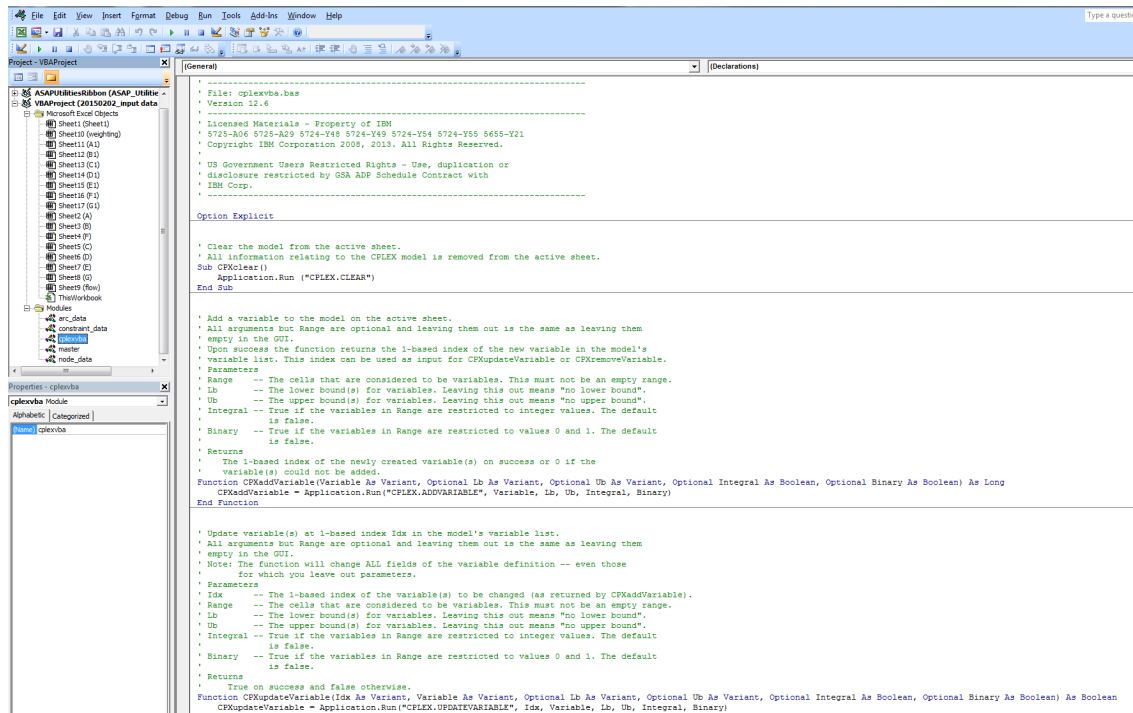 File Edit View Insert Format Debug Run Tools Add-Ins Window Help
Type a questi
Project - VBAProject
(General)
(Declarations)
ASAPUtilitiesRibbon (ASAP_Utilitie
VBAProject (20150202_input data
Microsoft Excel Objects
Sheet1 (Sheet1)
Sheet10 (weighting)
Sheet11 (A1)
Sheet12 (B1)
Sheet13 (C1)
Sheet14 (D1)
Sheet15 (E1)
Sheet16 (F1)
Sheet17 (G1)
Sheet2 (A)
Sheet3 (B)
Sheet4 (F)
Sheet5 (C)
Sheet6 (D)
Sheet7 (E)
Sheet8 (G)
Sheet9 (flow)
ThisWorkbook
Modules
arc_data
constraint_data
cplexvba
master
node_data
Properties - cplexvba
cplexvba Module
Alphabetic Categorized
(Name) cplexvba
' -------------------------------------------------------------------------
' File: cplexvba.bas
' Version 12.6
' -------------------------------------------------------------------------
' Licensed Materials - Property of IBM
' 5725-A06 5725-A29 5724-Y48 5724-Y49 5724-Y54 5724-Y55 5655-Y21
' Copyright IBM Corporation 2008, 2013. All Rights Reserved.
'
' US Government Users Restricted Rights - Use, duplication or
' disclosure restricted by GSA ADP Schedule Contract with
' IBM Corp.
' -------------------------------------------------------------------------
Option Explicit
' Clear the model from the active sheet.
' All information relating to the CPLEX model is removed from the active sheet.
Sub CPXclear()
Application.Run ("CPLEX.CLEAR")
End Sub
' Add a variable to the model on the active sheet.
' All arguments but Range are optional and leaving them out is the same as leaving them
' empty in the GUI.
' Upon success the function returns the 1-based index of the new variable in the model's
' variable list. This index can be used as input for CPXupdateVariable or CPXremoveVariable.
' Parameters
' Range -- The cells that are considered to be variables. This must not be an empty range.
' Lb -- The lower bound(s) for variables. Leaving this out means "no lower bound".
' Ub -- The upper bound(s) for variables. Leaving this out means "no upper bound".
' Integral -- True if the variables in Range are restricted to integer values. The default
' is false.
' Binary -- True if the variables in Range are restricted to values 0 and 1. The default
' is false.
' Returns
' The 1-based index of the newly created variable(s) on success or 0 if the
' variable(s) could not be added.
Function CPXaddVariable(Variable As Variant, Optional Lb As Variant, Optional Ub As Variant, Optional Integral As Boolean, Optional Binary As Boolean) As Long
CPXaddVariable = Application.Run("CPLEX.ADDVARIABLE", Variable, Lb, Ub, Integral, Binary)
End Function
' Update variable(s) at 1-based index Idx in the model's variable list.
' All arguments but Range are optional and leaving them out is the same as leaving them
' empty in the GUI.
' Note: The function will change ALL fields of the variable definition -- even those
' for which you leave out parameters.
' Parameters
' Idx -- The 1-based index of the variable(s) to be changed (as returned by CPXaddVariable).
' Range -- The cells that are considered to be variables. This must not be an empty range.
' Lb -- The lower bound(s) for variables. Leaving this out means "no lower bound".
' Ub -- The upper bound(s) for variables. Leaving this out means "no upper bound".
' Integral -- True if the variables in Range are restricted to integer values. The default
' is false.
' Binary -- True if the variables in Range are restricted to values 0 and 1. The default
' is false.
' Returns
' True on success and false otherwise.
Function CPXupdateVariable(Idx As Variant, Variable As Variant, Optional Lb As Variant, Optional Ub As Variant, Optional Integral As Boolean, Optional Binary As Boolean) As Boolean
CPXupdateVariable = Application.Run("CPLEX.UPDATEVARIABLE", Idx, Variable, Lb, Ub, Integral, Binary)